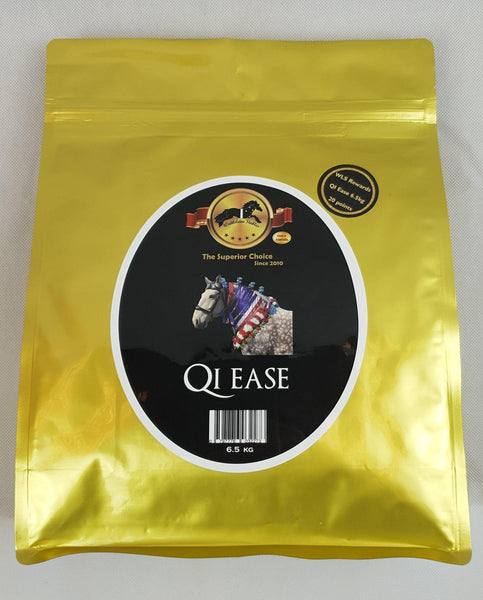 WLS Rewards
Qi Ease 6.5kg
20 points
The Superior Choice
Since 2010
QI EASE
6.5 KG